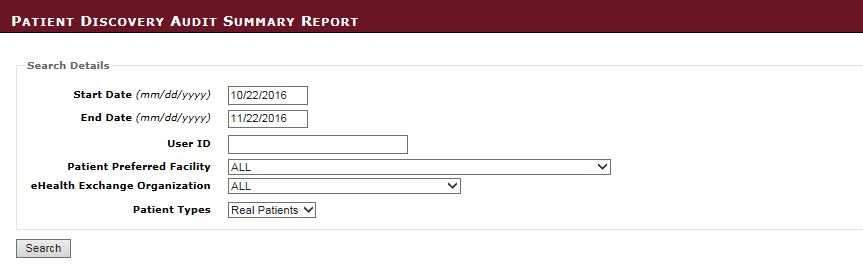 PATIENT DISCOVERY AUDIT SUMMARY REPORT
Search Details
Start Date (mm/dd/yyyy) 10/22/2016
End Date (mm/dd/yyyy) 11/22/2016
User ID
Patient Preferred Facility ALL
eHealth Exchange Organization ALL
Patient Types Real Patients
Search